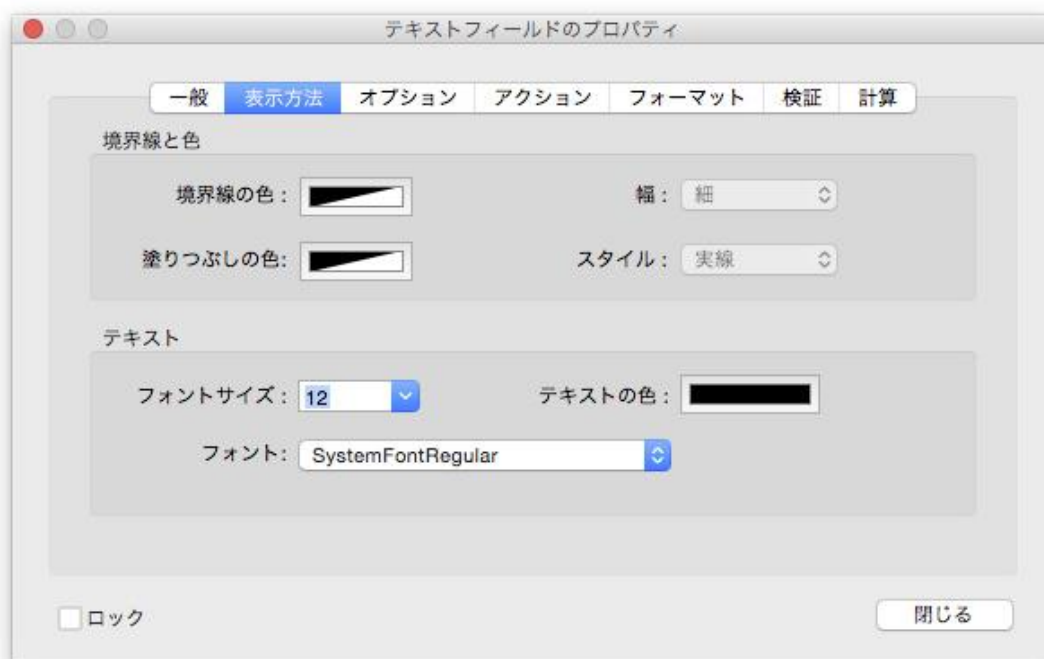 テキストフィールドのプロパティ
一般 表示方法 オプション アクション フォーマット 検証 計算
境界線と色
境界線の色： 幅： 細
塗りつぶしの色: スタイル： 実線
テキスト
フォントサイズ： 12 テキストの色：
フォント: SystemFontRegular
ロック 閉じる